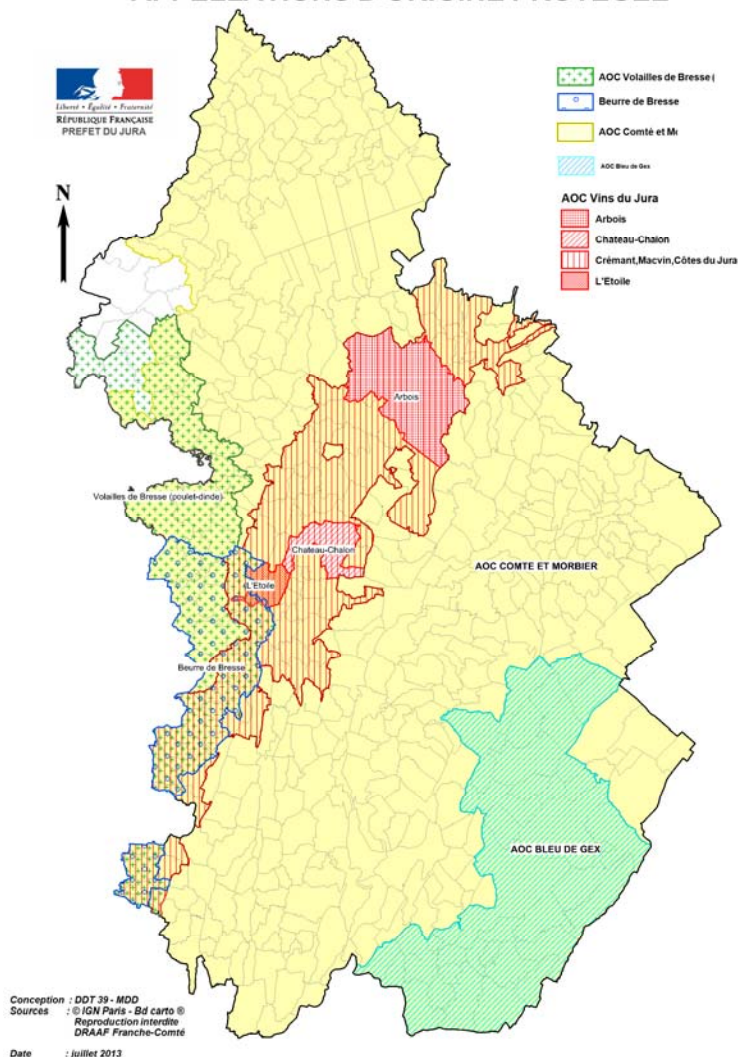 APPELLATIONS D'ORIGINE PROTEGEE
Liberté • Égalité • Fraternité
RÉPUBLIQUE FRANÇAISE
PREFET DU JURA
N
AOC Volailles de Bresse (
Beurre de Bresse
AOC Comté et Mo
AOC Bleu de Gex
AOC Vins du Jura
Arbois
Chateau-Chalon
Crémant,Macvin,Côtes du Jura
L'Etoile
Arbois
Volailles de Bresse (poulet-dinde)
Chateau-Chalon
AOC COMTE ET MORBIER
L'Etoile
Beurre de Bresse
AOC BLEU DE GEX
Conception : DDT 39 - MDD
Sources : © IGN Paris - Bd carto ®
Reproduction interdite
DRAAF Franche-Comté
Date : juillet 2013